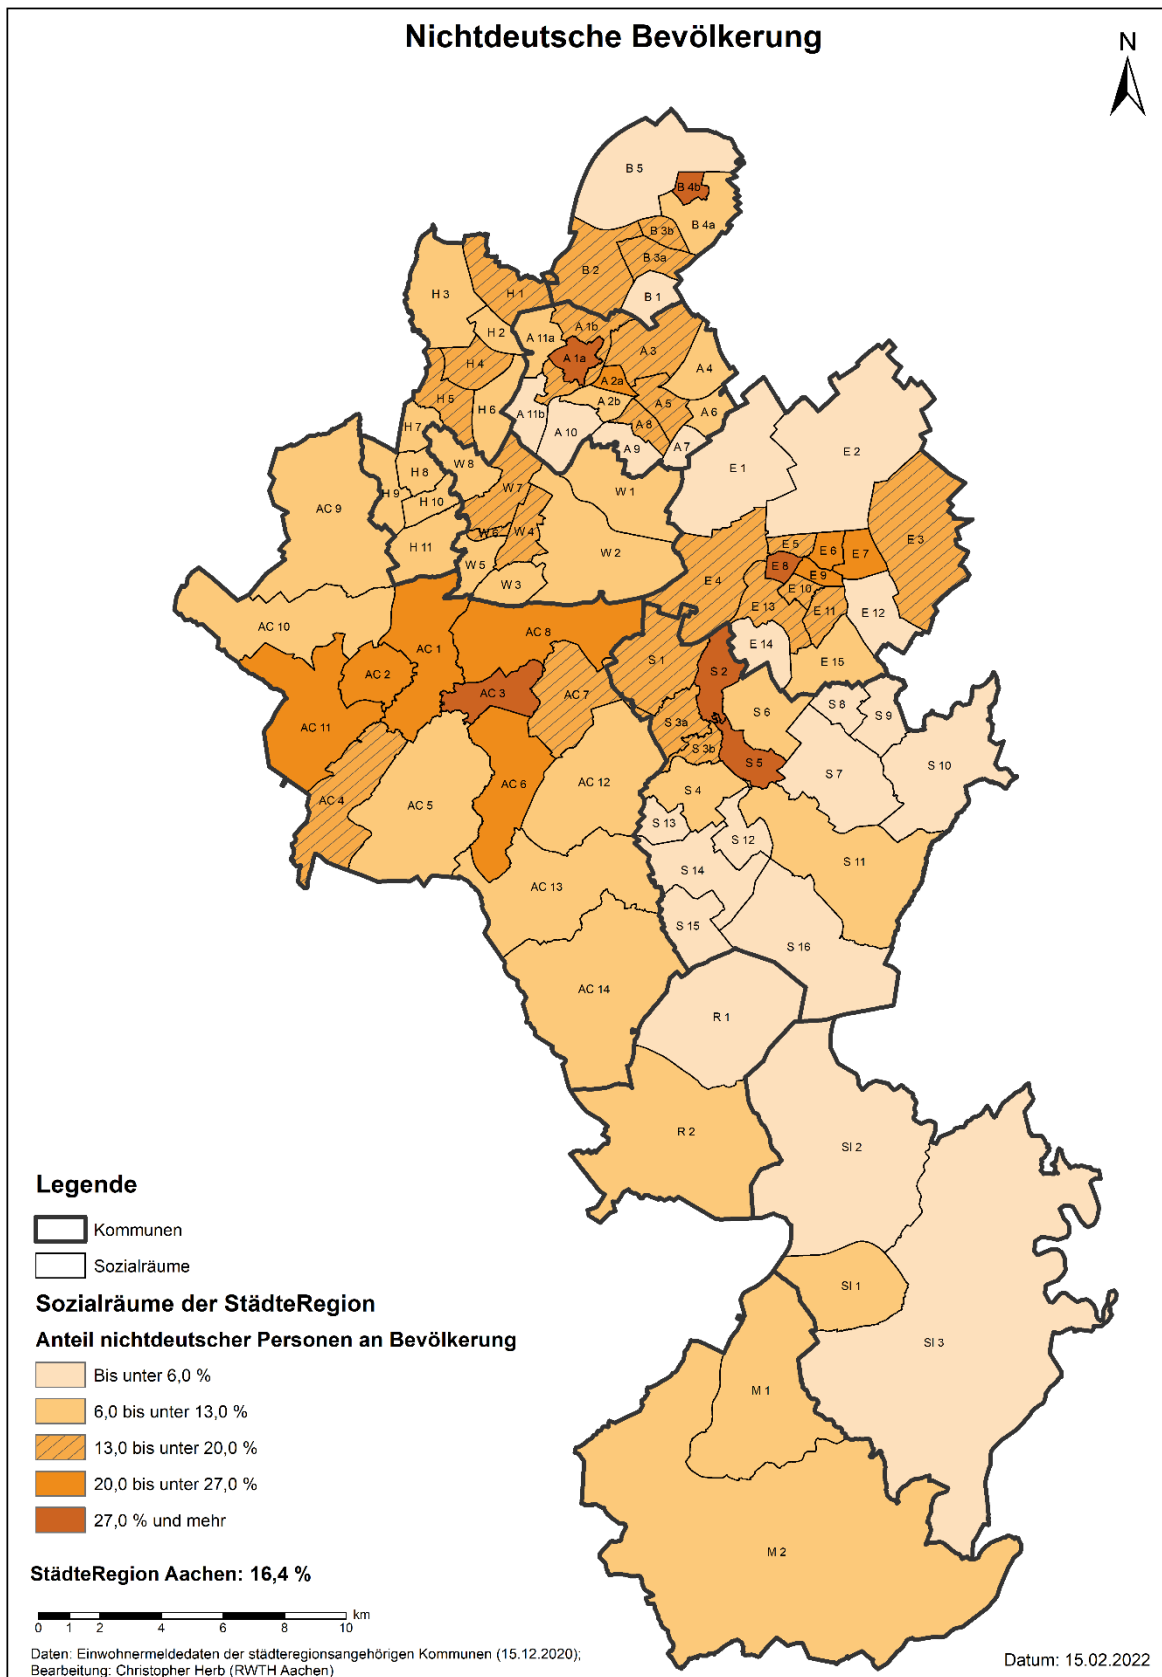 Nichtdeutsche Bevölkerung
N
B 5
B 4b
B 4a
B 3b
B 3a
B 2
B 1
H 3
H 1
H 2
A 11a
A 1b
A 3
A 1a
A 4
H 4
A 2a
H 5
H 6
A 2b
A 5
A 6
A 11b
A 10
A 8
A 9
A 7
H 7
W 8
H 8
H 9
H 10
H 11
W 7
W 1
W 6
W 4
W 5
W 2
W 3
E 1
E 2
E 3
E 5
E 6
E 7
E 8
E 9
E 4
E 10
E 13
E 11
E 12
E 14
E 15
AC 9
AC 10
AC 1
AC 8
AC 2
AC 3
AC 7
AC 11
AC 4
AC 5
AC 6
AC 12
AC 13
AC 14
S 1
S 2
S 3a
S 3b
S 6
S 5
S 8
S 9
S 7
S 10
S 4
S 13
S 12
S 11
S 14
S 15
S 16
R 1
R 2
SI 2
SI 1
SI 3
M 1
M 2
Legende
Kommunen
Sozialräume
Sozialräume der StädteRegion
Anteil nichtdeutscher Personen an Bevölkerung
Bis unter 6,0 %
6,0 bis unter 13,0 %
13,0 bis unter 20,0 %
20,0 bis unter 27,0 %
27,0 % und mehr
StädteRegion Aachen: 16,4 %
km
0 1 2 4 6 8 10
Daten: Einwohnermeldedaten der städteregionsangehörigen Kommunen (15.12.2020);
Bearbeitung: Christopher Herb (RWTH Aachen)
Datum: 15.02.2022